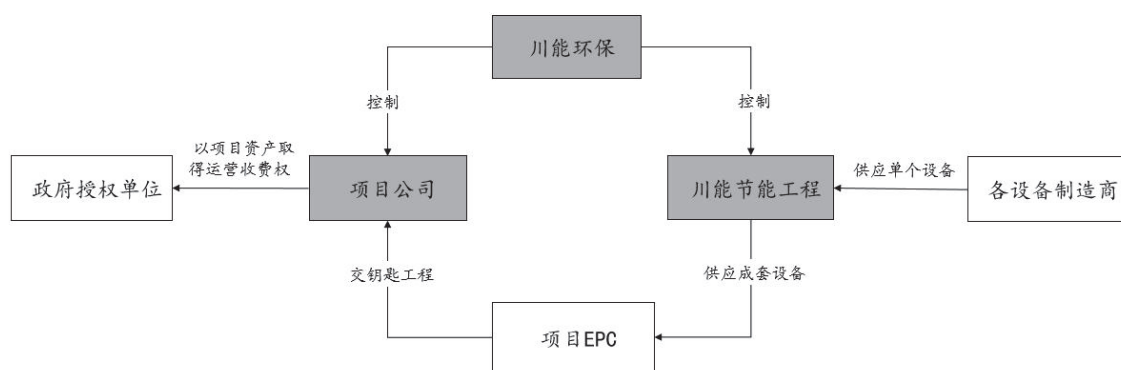 川能环保
控制
控制
以项目资产取
得运营收费权
供应单个设备
政府授权单位
项目公司
川能节能工程
各设备制造商
交钥匙工程
供应成套设备
项目EPC